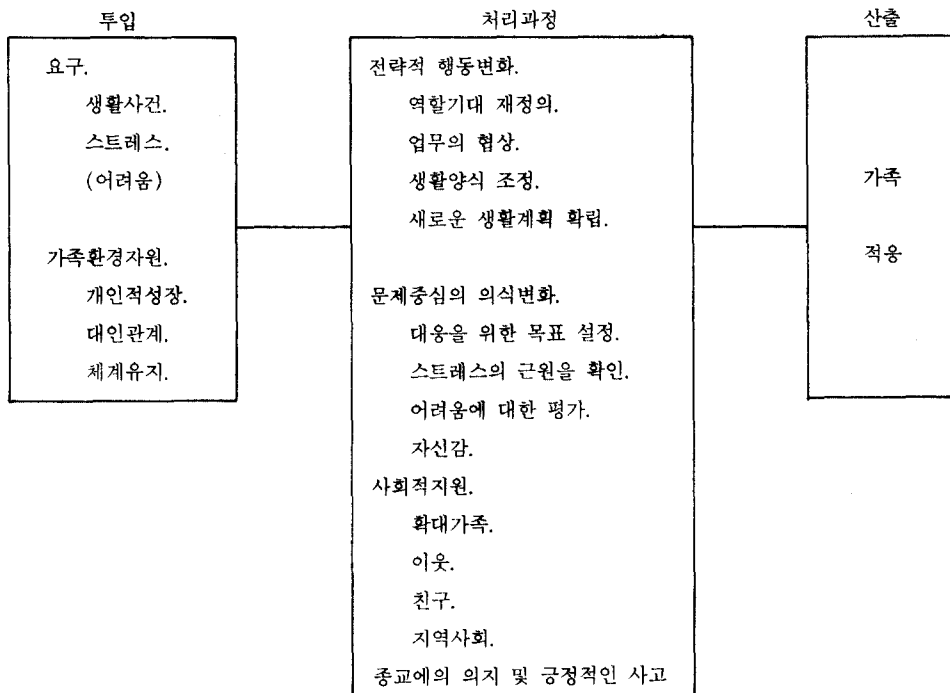 투입
요구.
생활사건.
스트레스.
(어려움)
가족환경자원.
개인적성장.
대인관계.
체계유지.
처리과정
전략적 행동변화.
역할기대 재정의.
업무의 협상.
생활양식 조정.
새로운 생활계획 확립.
문제중심의 의식변화.
대응을 위한 목표 설정.
스트레스의 근원을 확인.
어려움에 대한 평가.
자신감.
사회적지원.
확대가족.
이웃.
친구.
지역사회.
종교에의 의지 및 긍정적인 사고
산출
가족
적응